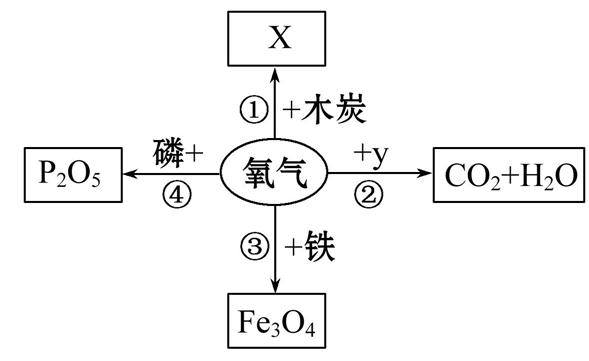 X
① +木炭
磷+
+y
P₂O₅
氧气
CO₂+H₂O
④
②
③ +铁
Fe₃O₄